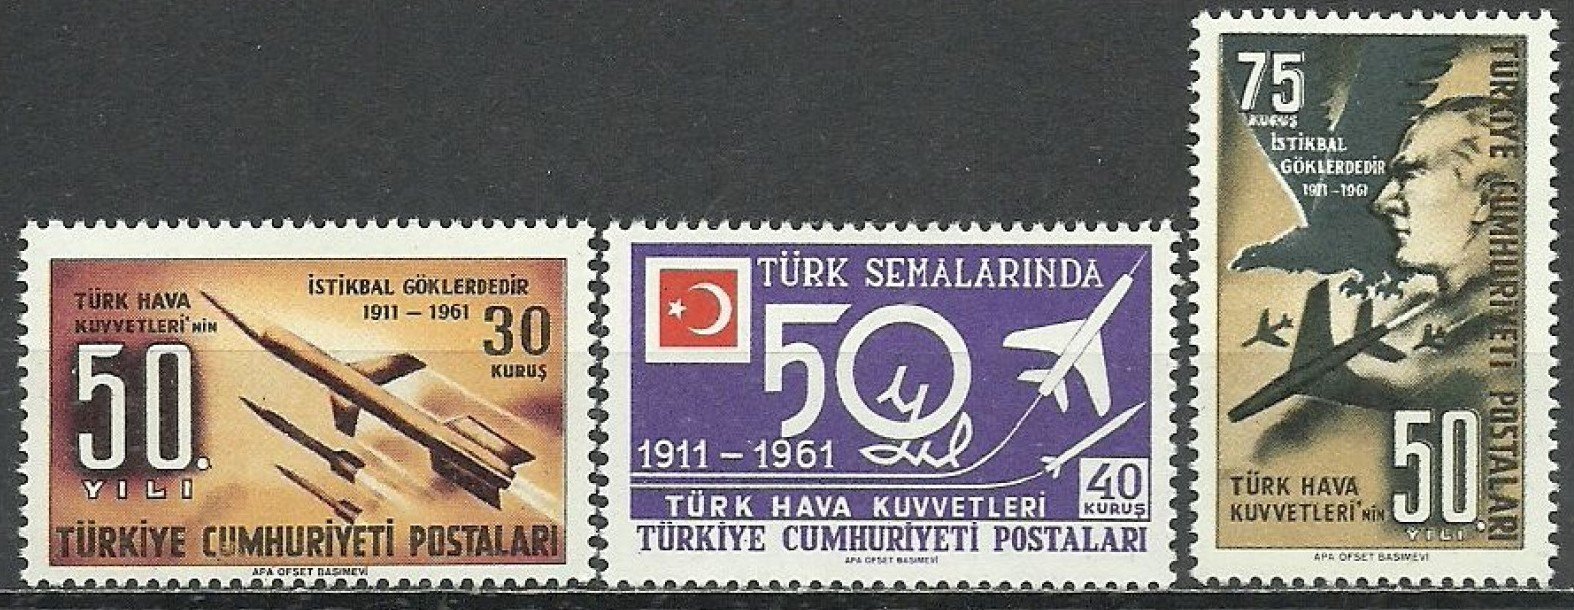 TÜRK HAVA
KUVVETLERİ'NİN
50.
YILI
İSTİKBAL GÖKLERDEDİR
1911 – 1961
30
KURUŞ
TÜRKİYE CUMHURİYETİ POSTALARI
APA OFSET BASIMEVİ
TÜRK SEMALARINDA
50
yıl
1911 – 1961
40
KURUŞ
TÜRK HAVA KUVVETLERİ
TÜRKİYE CUMHURİYETİ POSTALARI
APA OFSET BASIMEVİ
75
KURUŞ
İSTİKBAL
GÖKLERDEDİR
1911 – 1961
TÜRKİYE CUMHURİYETİ POSTALARI
TÜRK HAVA
KUVVETLERİ'NİN
50.
YILI
APA OFSET BASIMEVİ